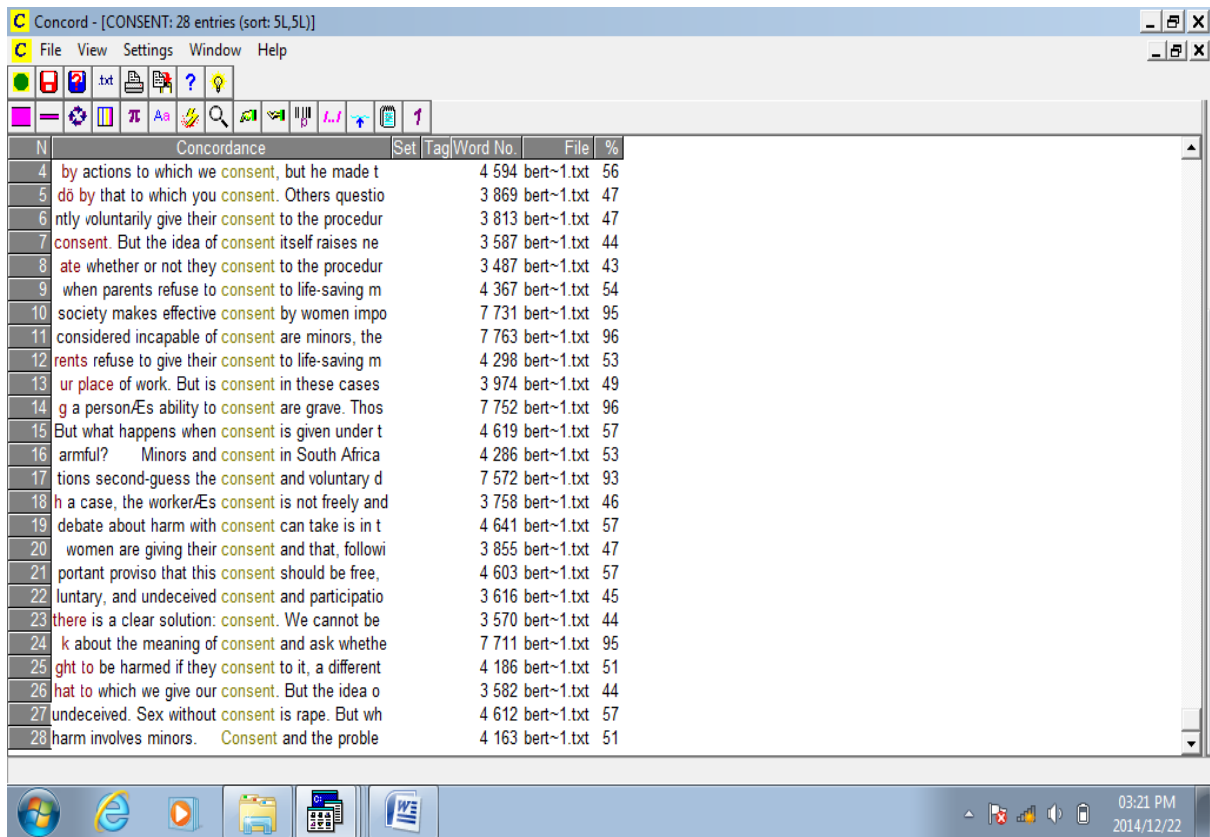 C Concord - [CONSENT: 28 entries (sort: 5L,5L)]
C File View Settings Window Help
.txt ?
π Aa 1
N Concordance Set Tag Word No. File %
4 by actions to which we consent, but he made t 4 594 bert~1.txt 56
5 dö by that to which you consent. Others questio 3 869 bert~1.txt 47
6 ntly voluntarily give their consent to the procedur 3 813 bert~1.txt 47
7 consent. But the idea of consent itself raises ne 3 587 bert~1.txt 44
8 ate whether or not they consent to the procedur 3 487 bert~1.txt 43
9 when parents refuse to consent to life-saving m 4 367 bert~1.txt 54
10 society makes effective consent by women impo 7 731 bert~1.txt 95
11 considered incapable of consent are minors, the 7 763 bert~1.txt 96
12 rents refuse to give their consent to life-saving m 4 298 bert~1.txt 53
13 ur place of work. But is consent in these cases 3 974 bert~1.txt 49
14 g a personÆs ability to consent are grave. Thos 7 752 bert~1.txt 96
15 But what happens when consent is given under t 4 619 bert~1.txt 57
16 armful? Minors and consent in South Africa 4 286 bert~1.txt 53
17 tions second-guess the consent and voluntary d 7 572 bert~1.txt 93
18 h a case, the workerÆs consent is not freely and 3 758 bert~1.txt 46
19 debate about harm with consent can take is in t 4 641 bert~1.txt 57
20 women are giving their consent and that, followi 3 855 bert~1.txt 47
21 portant proviso that this consent should be free, 4 603 bert~1.txt 57
22 luntary, and undeceived consent and participatio 3 616 bert~1.txt 45
23 there is a clear solution: consent. We cannot be 3 570 bert~1.txt 44
24 k about the meaning of consent and ask whethe 7 711 bert~1.txt 95
25 ght to be harmed if they consent to it, a different 4 186 bert~1.txt 51
26 hat to which we give our consent. But the idea o 3 582 bert~1.txt 44
27 undeceived. Sex without consent is rape. But wh 4 612 bert~1.txt 57
28 harm involves minors. Consent and the proble 4 163 bert~1.txt 51
03:21 PM
2014/12/22